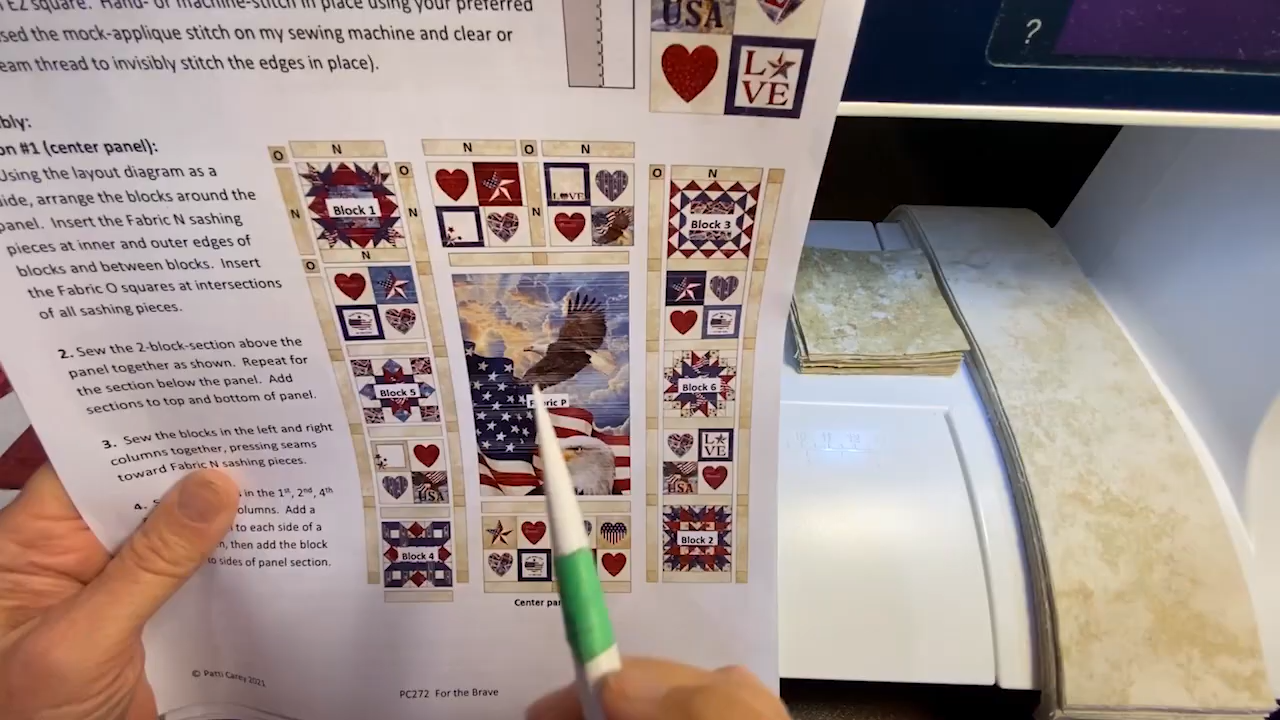 EZ square. Hand- or machine-stitch in place using your preferred
sed the mock-applique stitch on my sewing machine and clear or
eam thread to invisibly stitch the edges in place).
bly:
on #1 (center panel):
Using the layout diagram as a
ide, arrange the blocks around the
panel. Insert the Fabric N sashing
pieces at inner and outer edges of
blocks and between blocks. Insert
the Fabric O squares at intersections
of all sashing pieces.
2. Sew the 2-block-section above the
panel together as shown. Repeat for
the section below the panel. Add
sections to top and bottom of panel.
3. Sew the blocks in the left and right
columns together, pressing seams
toward Fabric N sashing pieces.
4. in the 1st, 2nd, 4th
olumns. Add a
to each side of a
, then add the block
o sides of panel section.
© Patti Carey 2021
PC272 For the Brave
USA
L VE
O
N
O
N
N
N
O
Block 1
N
O
N
N
LOVE
O
N
Block 3
Block 5
Fabric P
Block 6
L VE
USA
USA
Block 4
Block 2
Center pa
?